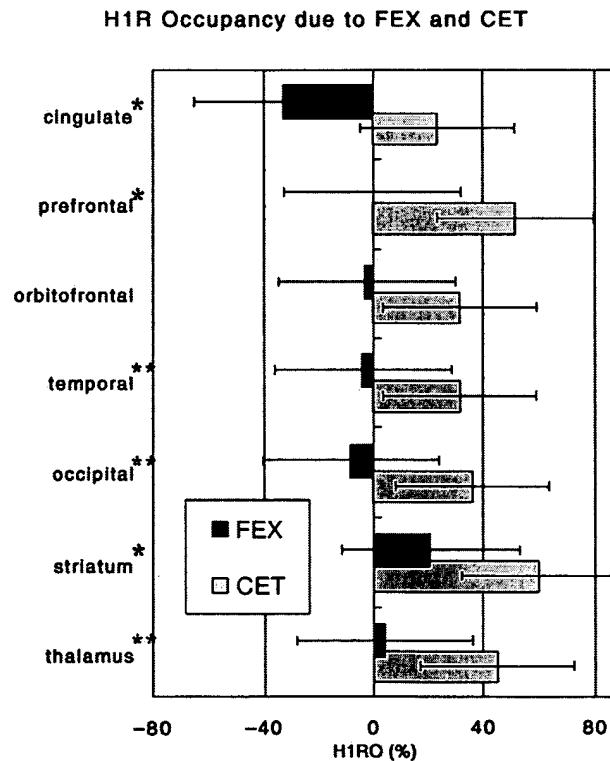 H1R Occupancy due to FEX and CET
cingulate*
prefrontal*
orbitofrontal
temporal**
occipital**
striatum*
thalamus**
FEX
CET
-80 -40 0 40 80
H1RO (%)